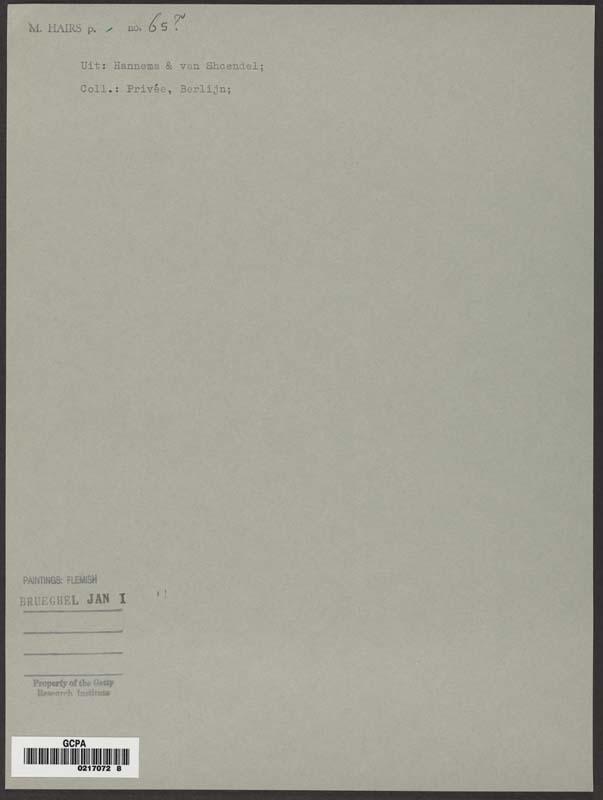 M. HAIRS p. no. 65?
Uit: Hannema & van Shoendel;
Coll.: Privée, Berlijn;
PAINTINGS: FLEMISH
BRUEGHEL JAN I
Property of the Getty
Research Institute
GCPA
0217072 B